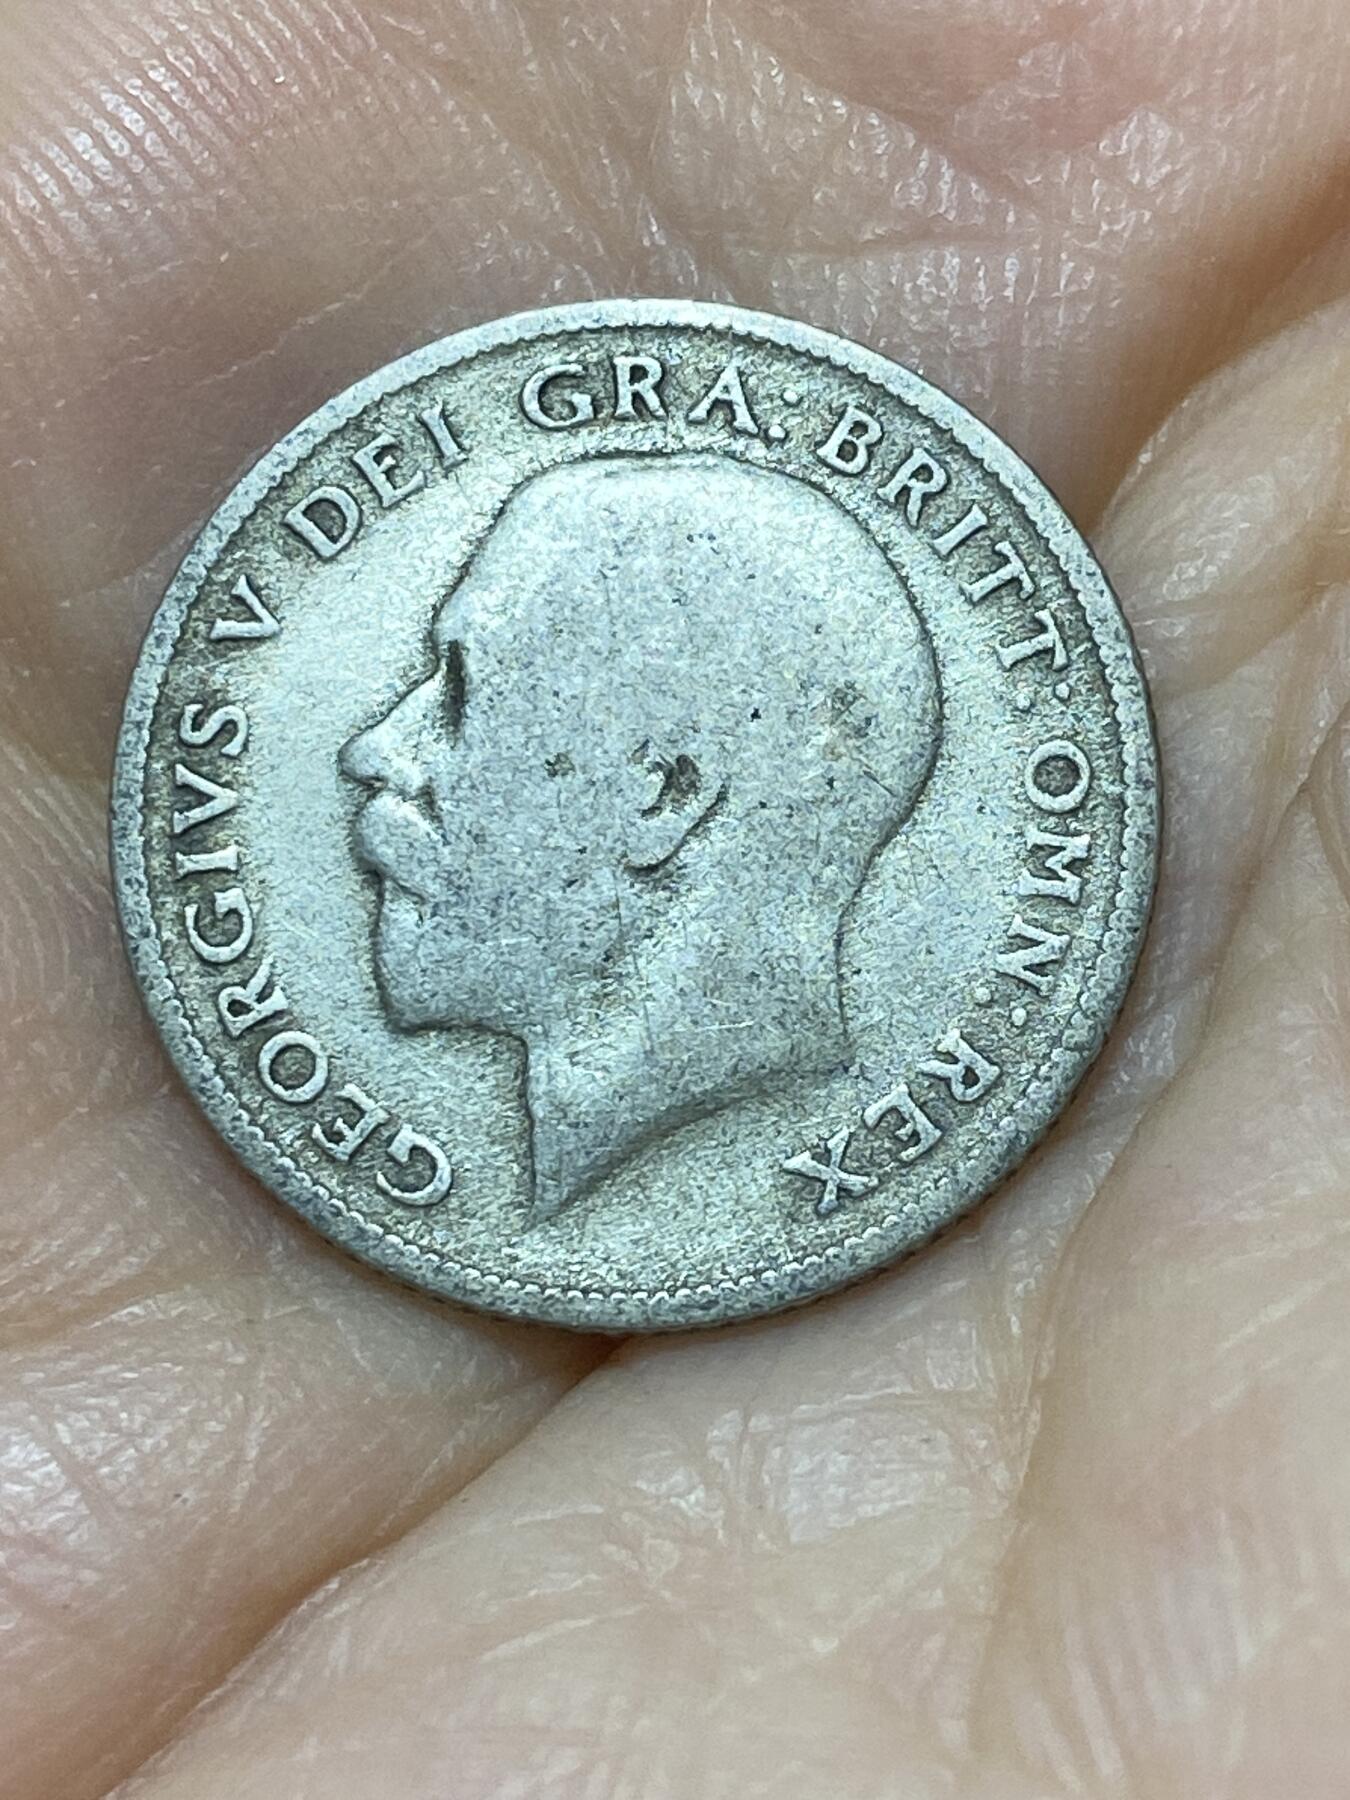 GEORGIVS V DEI GRA: BRITT· OMN· REX